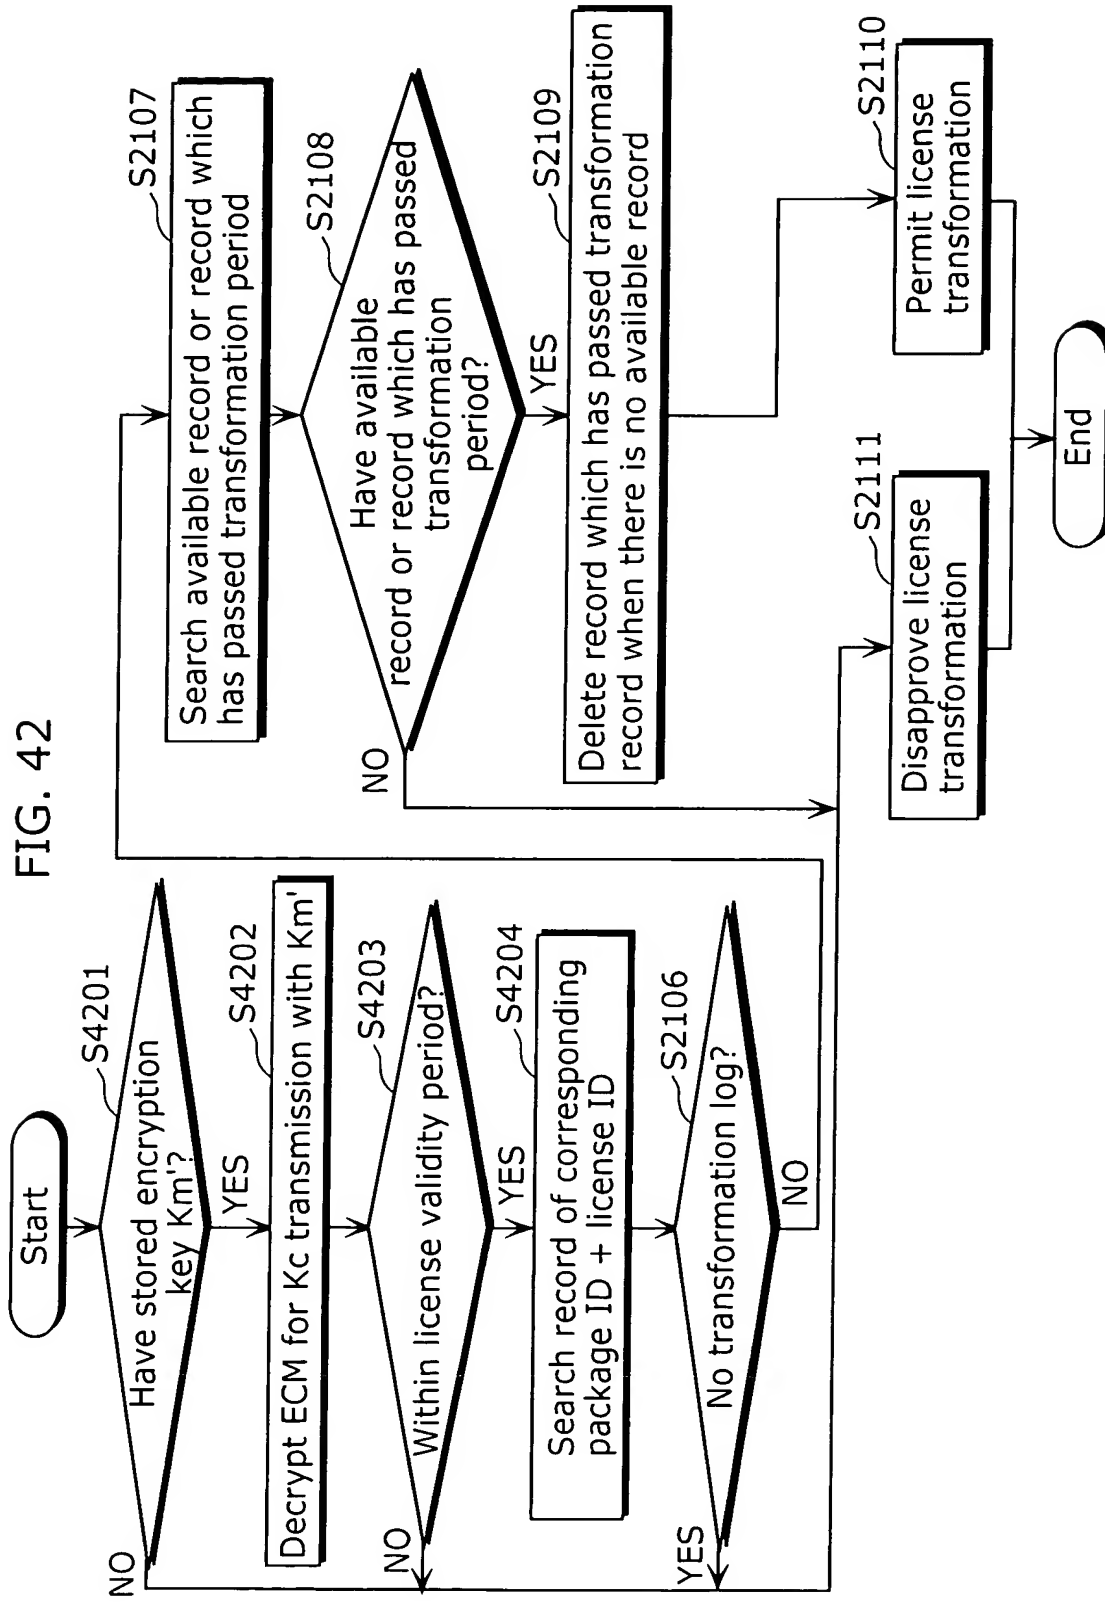 FIG. 42
Start
S4201
Have stored encryption
key Km'?
NO
YES
S4202
Decrypt ECM for Kc transmission with Km'
S4203
Within license validity period?
NO
YES
S4204
Search record of corresponding
package ID + license ID
S2106
No transformation log?
YES
NO
S2107
Search available record or record which
has passed transformation period
S2108
Have available
record or record which has passed
transformation
period?
NO
YES
S2109
Delete record which has passed transformation
record when there is no available record
S2110
Permit license
transformation
S2111
Disapprove license
transformation
End